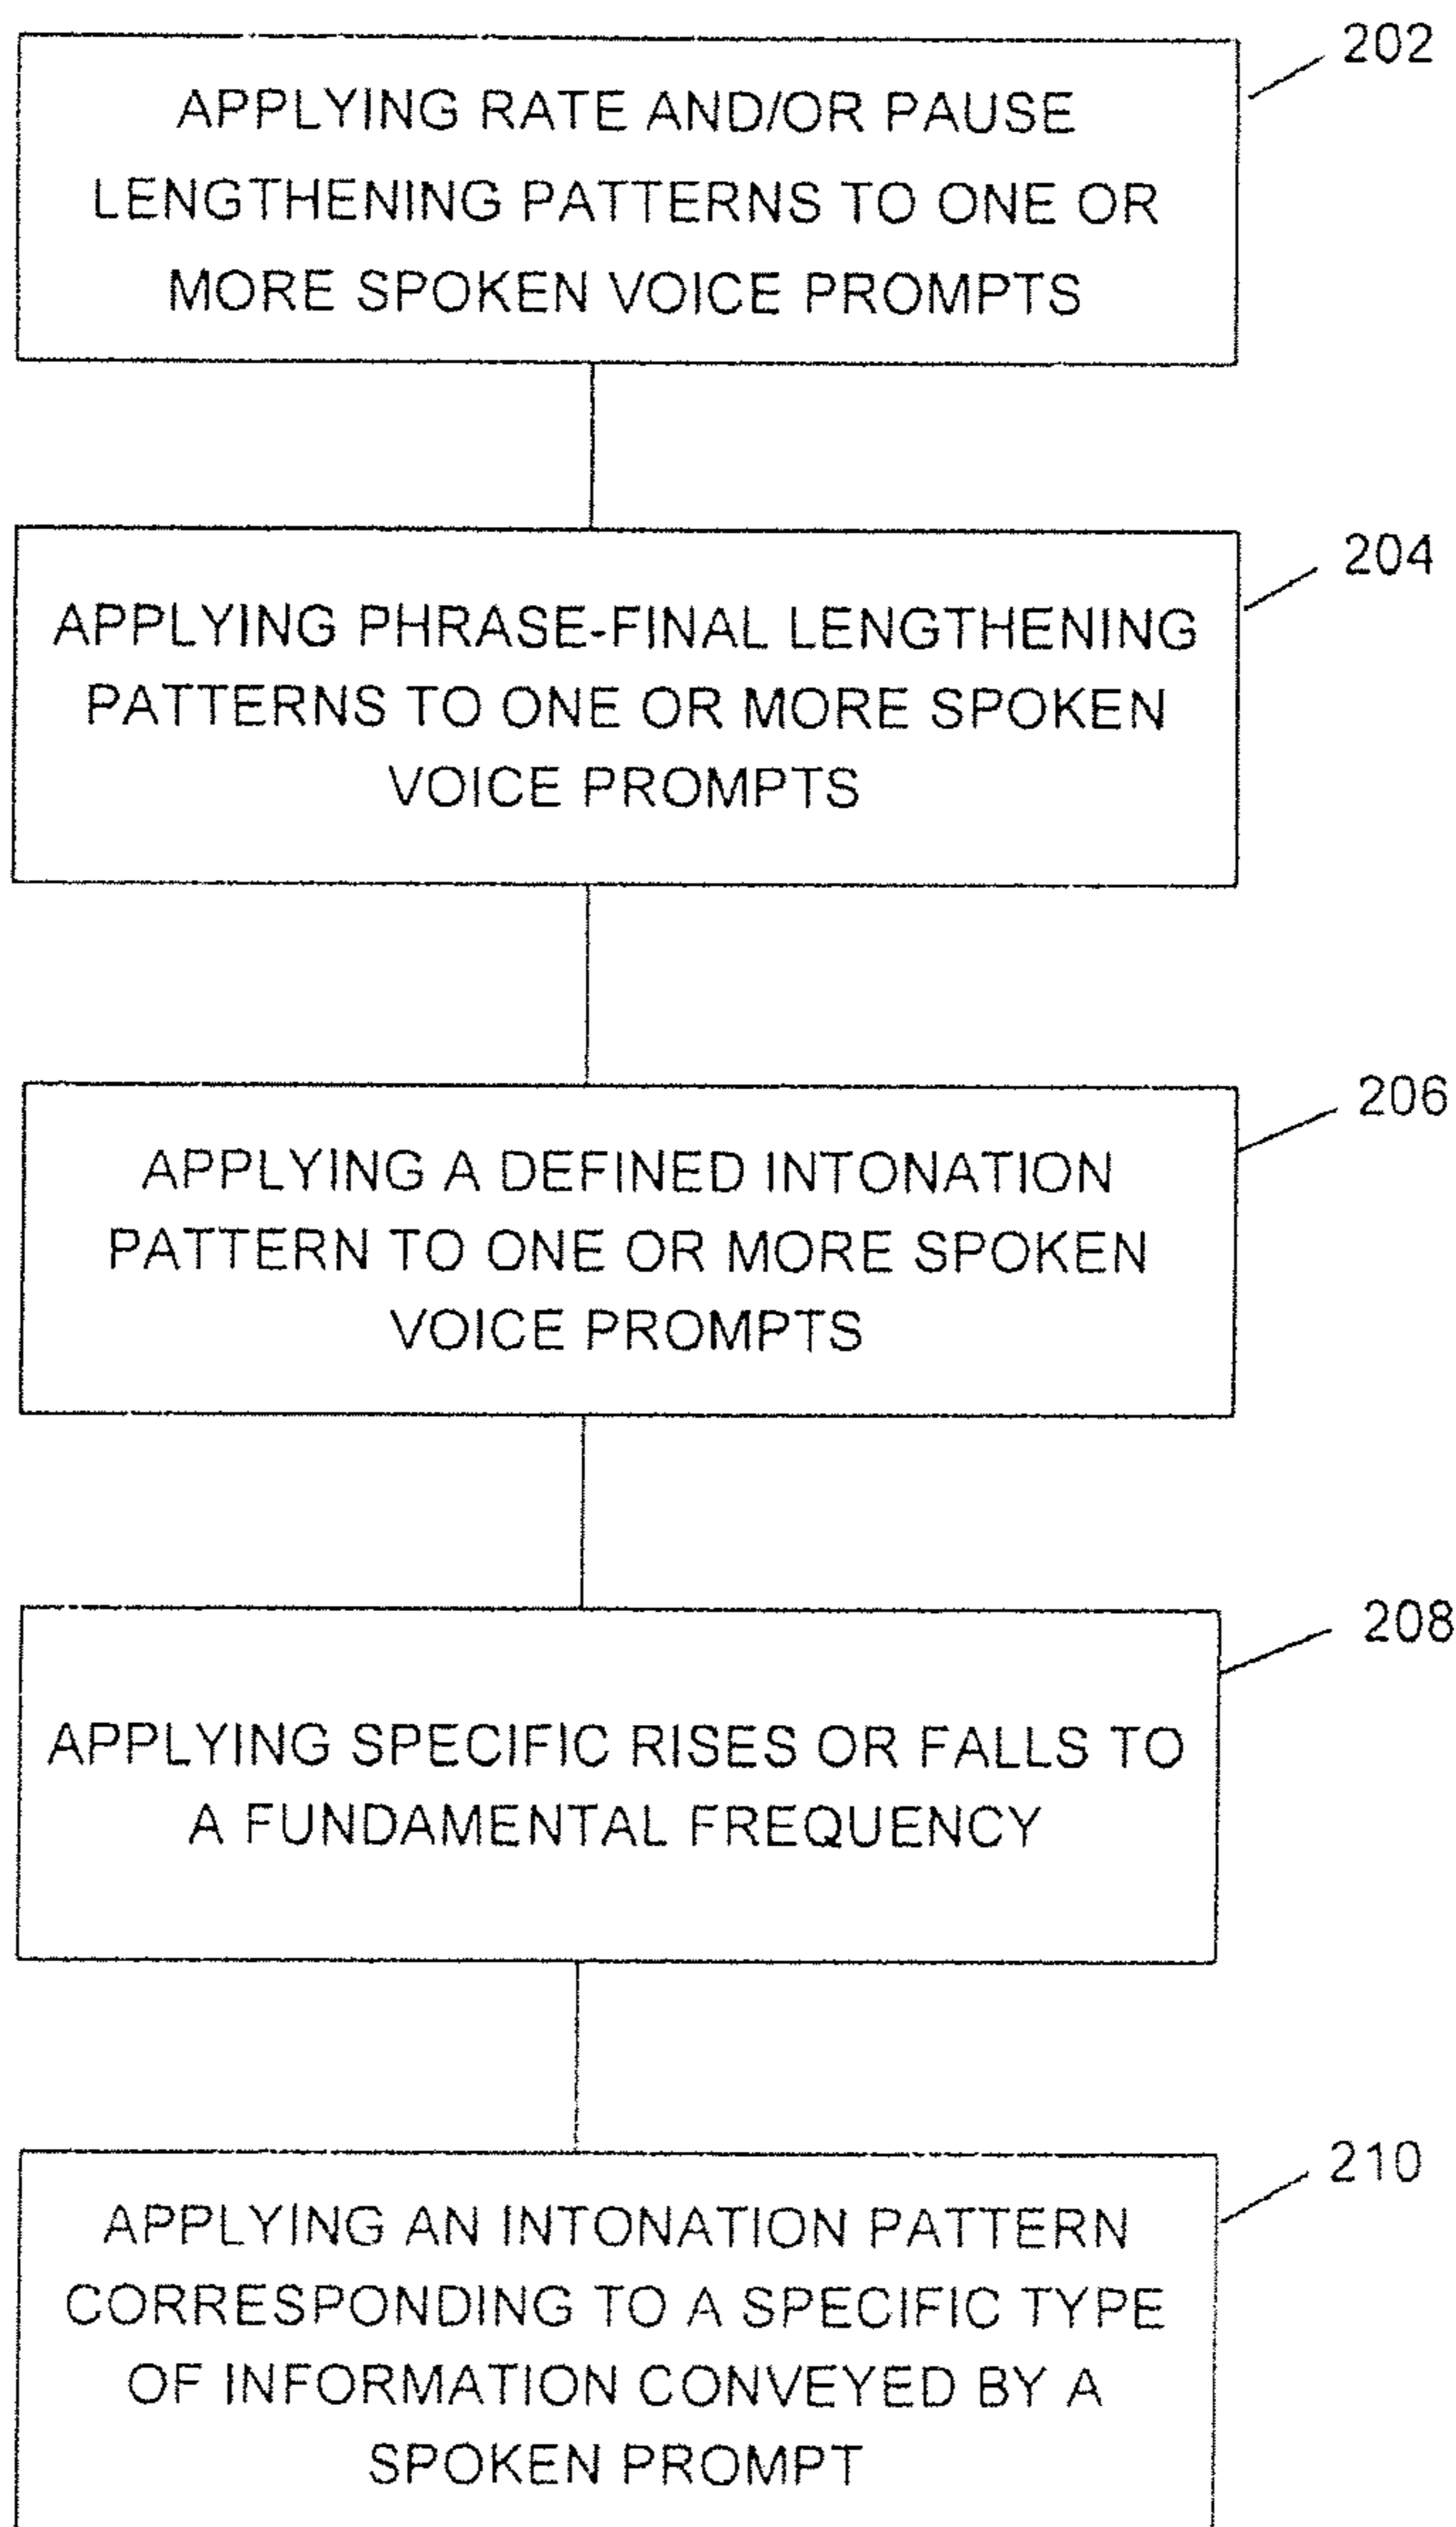 202
APPLYING RATE AND/OR PAUSE
LENGTHENING PATTERNS TO ONE OR
MORE SPOKEN VOICE PROMPTS
204
APPLYING PHRASE-FINAL LENGTHENING
PATTERNS TO ONE OR MORE SPOKEN
VOICE PROMPTS
206
APPLYING A DEFINED INTONATION
PATTERN TO ONE OR MORE SPOKEN
VOICE PROMPTS
208
APPLYING SPECIFIC RISES OR FALLS TO
A FUNDAMENTAL FREQUENCY
210
APPLYING AN INTONATION PATTERN
CORRESPONDING TO A SPECIFIC TYPE
OF INFORMATION CONVEYED BY A
SPOKEN PROMPT